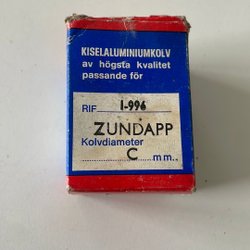 KISELALUMINIUMKOLV
av högsta kvalitet
passande för
RIF I-996
ZUNDAPP
Kolvdiameter
C mm.